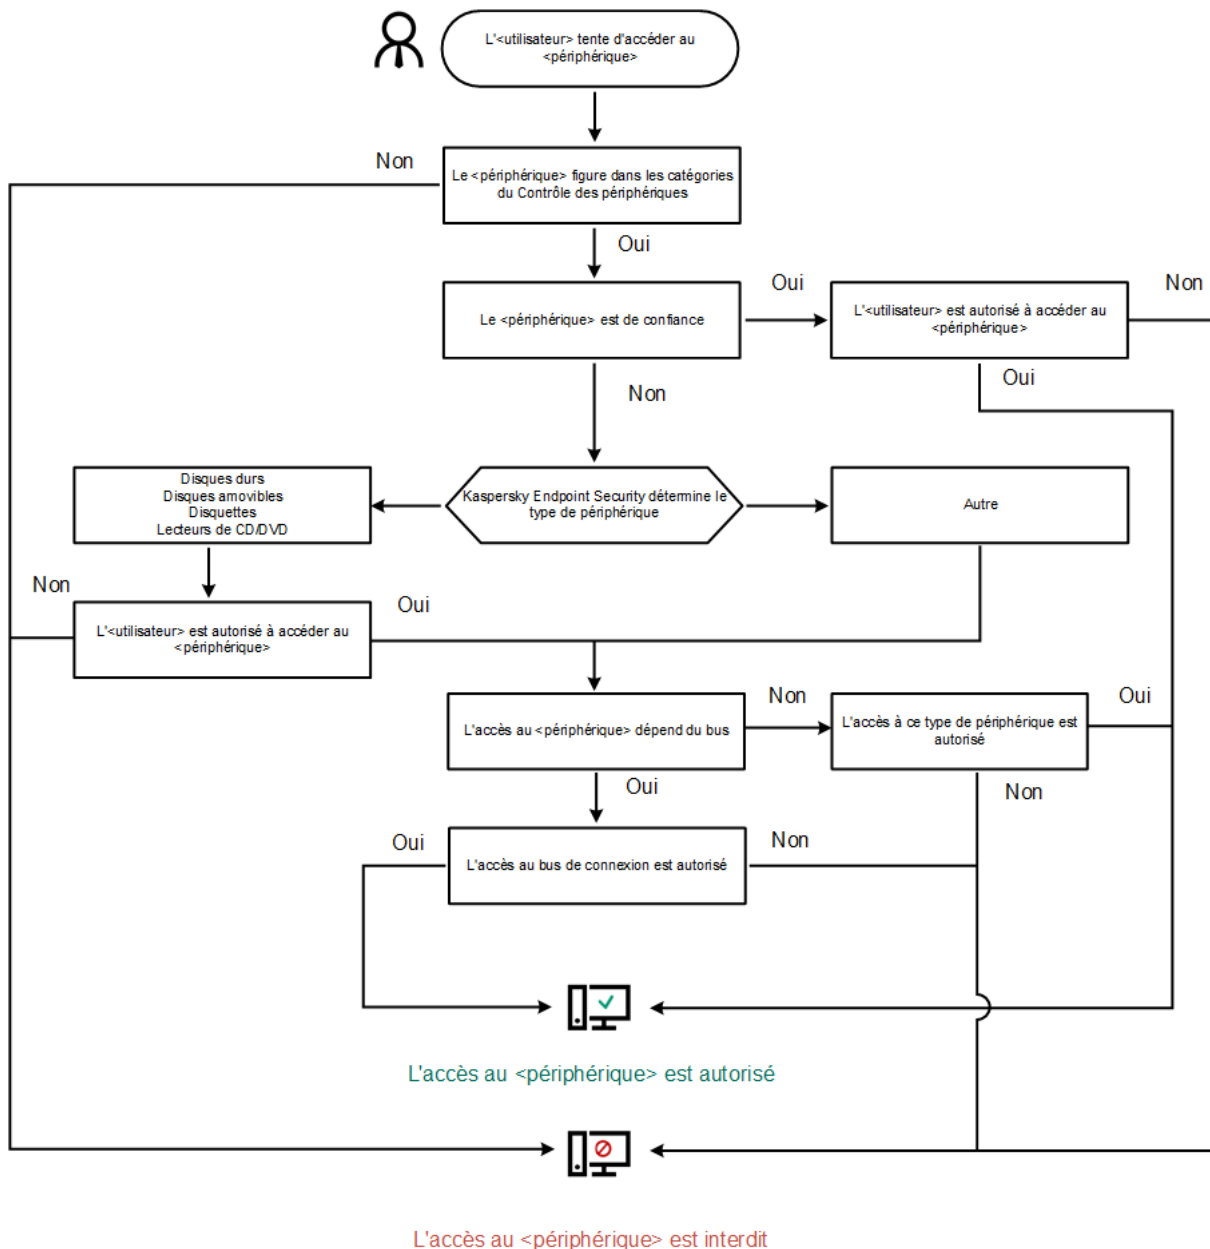 L'<utilisateur> tente d'accéder au
<périphérique>
Non
Le <périphérique> figure dans les catégories
du Contrôle des périphériques
Oui
Le <périphérique> est de confiance
Oui
L'<utilisateur> est autorisé à accéder au
<périphérique>
Non
Non
Oui
Disques durs
Disques amovibles
Disquettes
Lecteurs de CD/DVD
Kaspersky Endpoint Security détermine le
type de périphérique
Autre
Non
L'<utilisateur> est autorisé à accéder au
<périphérique>
Oui
L'accès au <périphérique> dépend du bus
Non
L'accès à ce type de périphérique est
autorisé
Oui
Oui
Non
Oui
L'accès au bus de connexion est autorisé
Non
L'accès au <périphérique> est autorisé
L'accès au <périphérique> est interdit